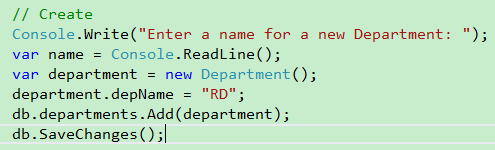 // Create
Console.Write("Enter a name for a new Department: ");
var name = Console.ReadLine();
var department = new Department();
department.depName = "RD";
db.departments.Add(department);
db.SaveChanges();